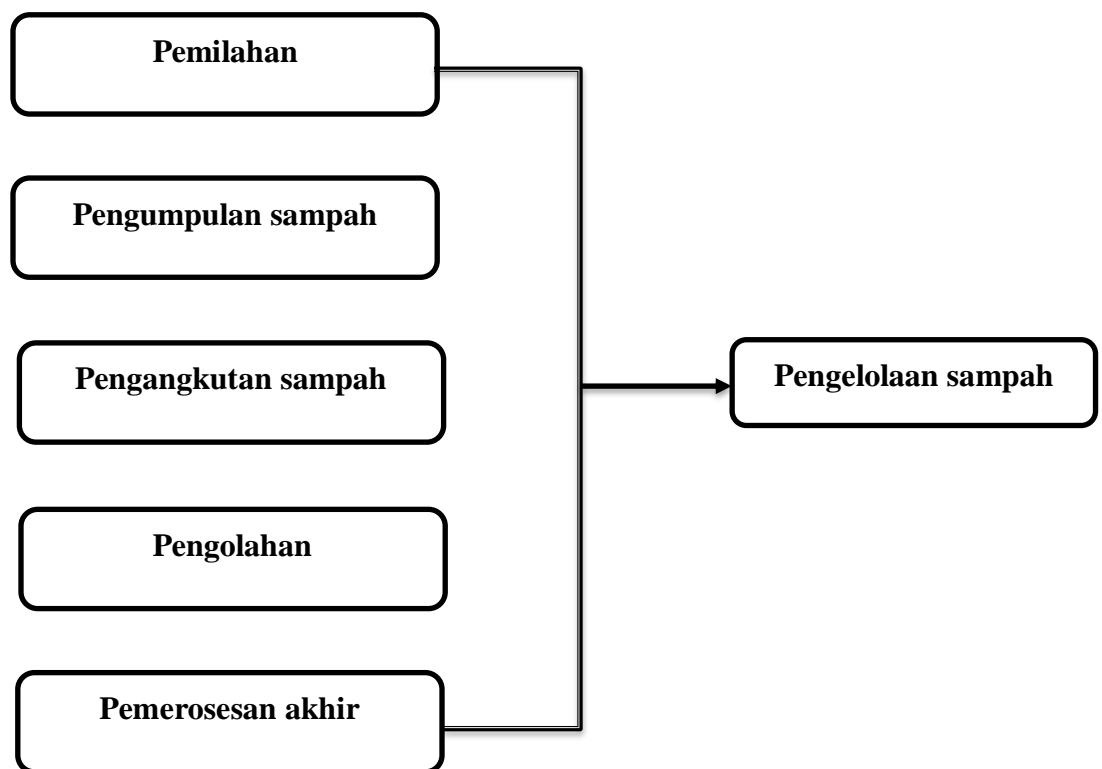 Pemilahan
Pengumpulan sampah
Pengangkutan sampah
Pengelolaan sampah
Pengolahan
Pemerosesan akhir